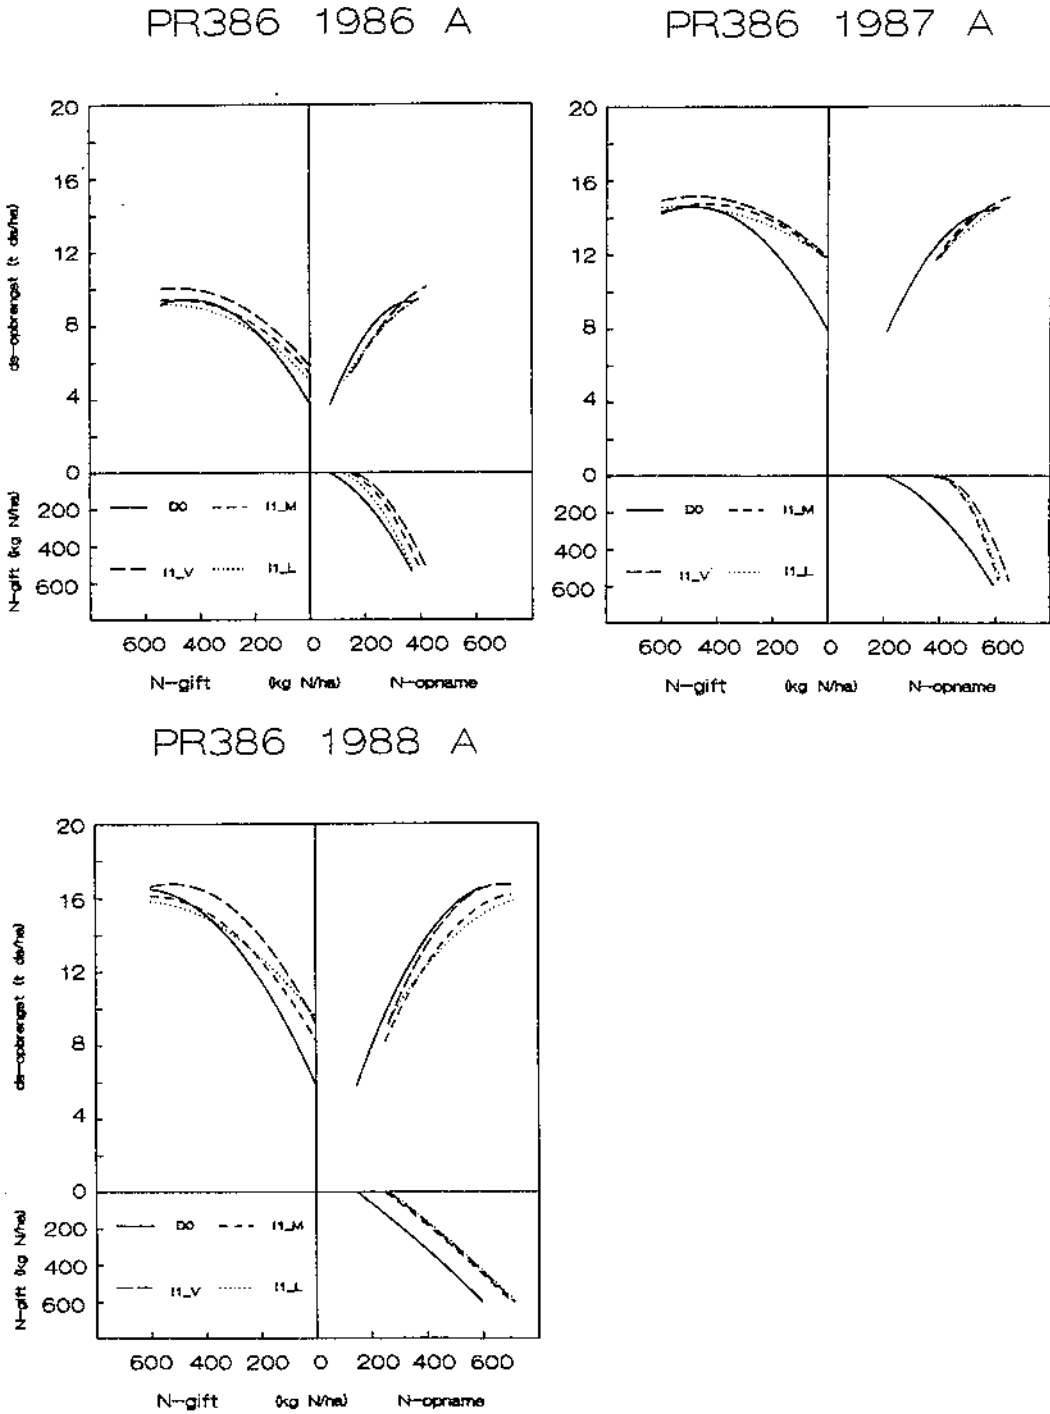 PR386 1986 A
20
16
12
8
4
0
200
400
600
ds-opbrengst (t ds/ha)
N-gift (kg N/ha)
D0
I1_M
I1_V
I1_L
600 400 200 0 200 400 600
N-gift (kg N/ha) N-opname
PR386 1987 A
20
16
12
8
4
0
200
400
600
D0
I1_M
I1_V
I1_L
600 400 200 0 200 400 600
N-gift (kg N/ha) N-opname
PR386 1988 A
20
16
12
8
4
0
200
400
600
ds-opbrengst (t ds/ha)
N-gift (kg N/ha)
D0
I1_M
I1_V
I1_L
600 400 200 0 200 400 600
N-gift (kg N/ha) N-opname